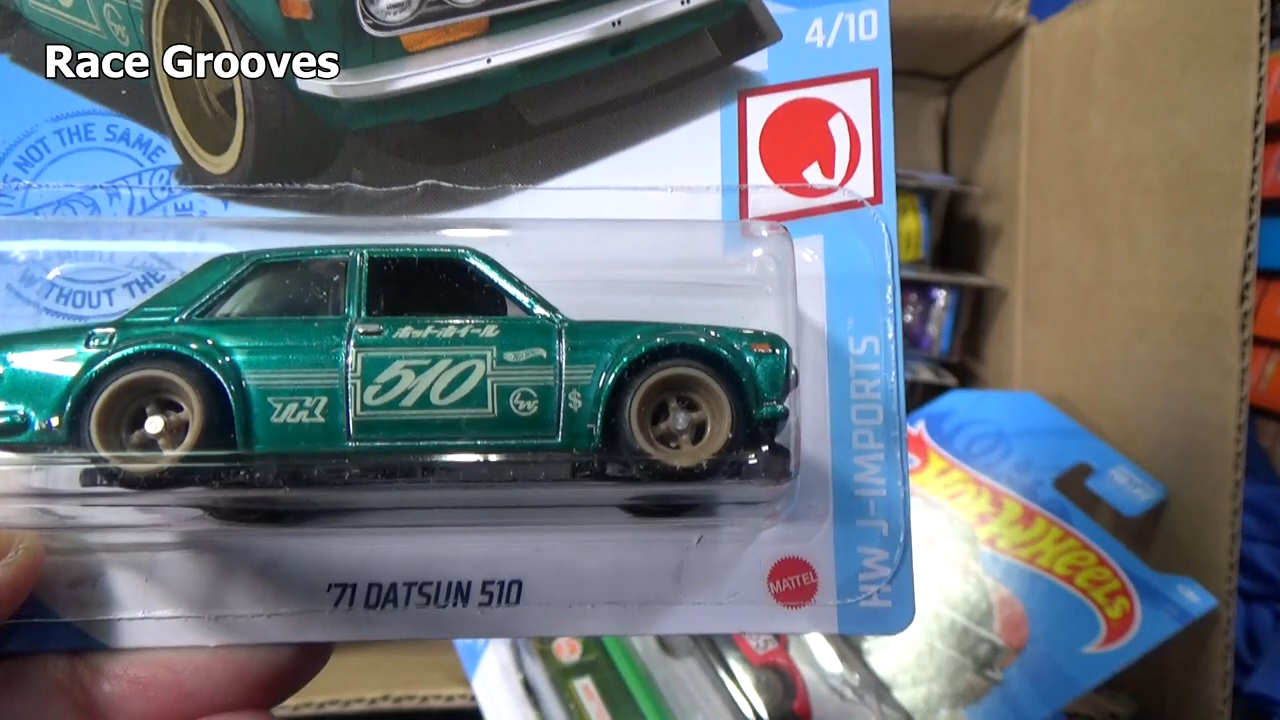 Race Grooves
4/10
NOT THE SAME
WITHOUT THE
ホットホイール
510
$
'71 DATSUN 510
MATTEL
HW J-IMPORTS™
Hot Wheels